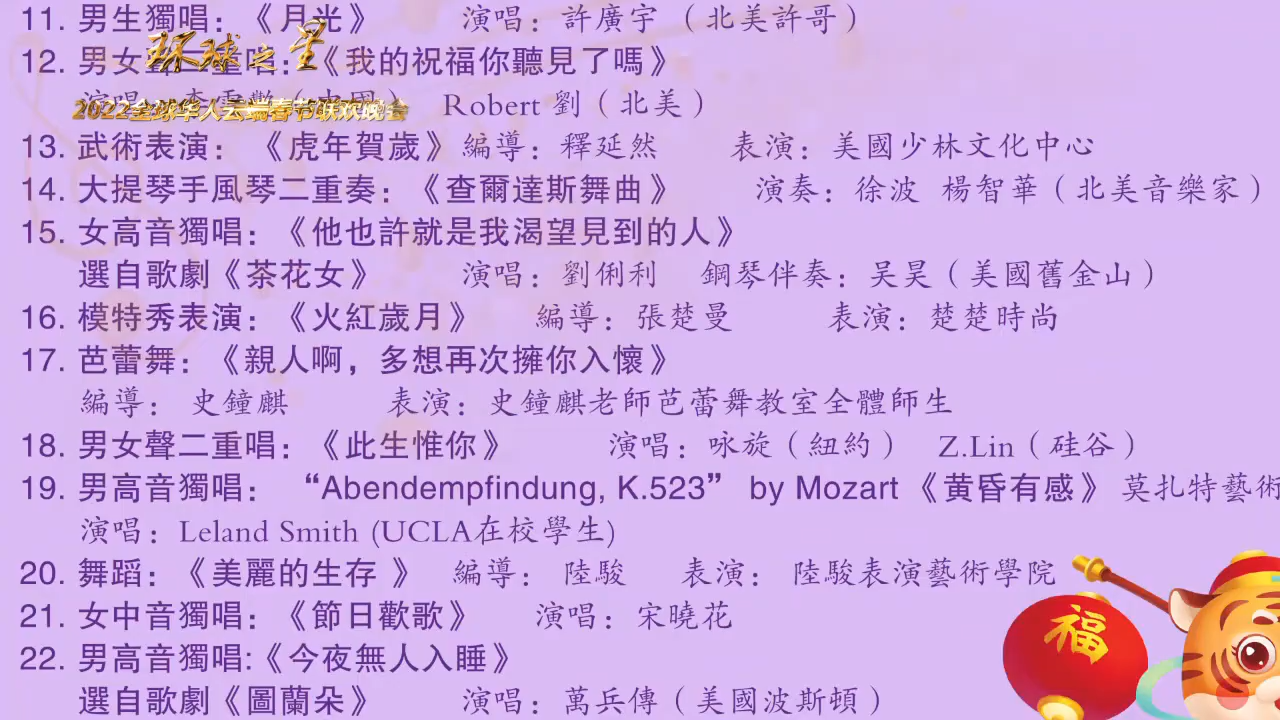 11. 男生獨唱：《月光》 演唱：許廣宇（北美許哥）
环球之星
12. 男女聲二重唱：《我的祝福你聽見了嗎》
2022全球华人云端春节联欢晚会
演唱： Robert 劉（北美）
13. 武術表演：《虎年賀歲》編導：釋延然 表演：美國少林文化中心
14. 大提琴手風琴二重奏：《查爾達斯舞曲》 演奏：徐波 楊智華（北美音樂家）
15. 女高音獨唱：《他也許就是我渴望見到的人》
選自歌劇《茶花女》 演唱：劉俐利 鋼琴伴奏：吴昊（美國舊金山）
16. 模特秀表演：《火紅歲月》 編導：張楚曼 表演：楚楚時尚
17. 芭蕾舞：《親人啊，多想再次擁你入懷》
編導： 史鐘麒 表演：史鐘麒老師芭蕾舞教室全體師生
18. 男女聲二重唱：《此生惟你》 演唱：咏旋（紐約） Z.Lin（硅谷）
19. 男高音獨唱： “Abendempfindung, K.523” by Mozart《黄昏有感》莫扎特藝術
演唱：Leland Smith (UCLA在校學生)
20. 舞蹈：《美麗的生存 》 編導： 陸駿 表演： 陸駿表演藝術學院
21. 女中音獨唱：《節日歡歌》 演唱：宋曉花
22. 男高音獨唱:《今夜無人入睡》
選自歌劇《圖蘭朵》 演唱：萬兵傳（美國波斯頓）
福